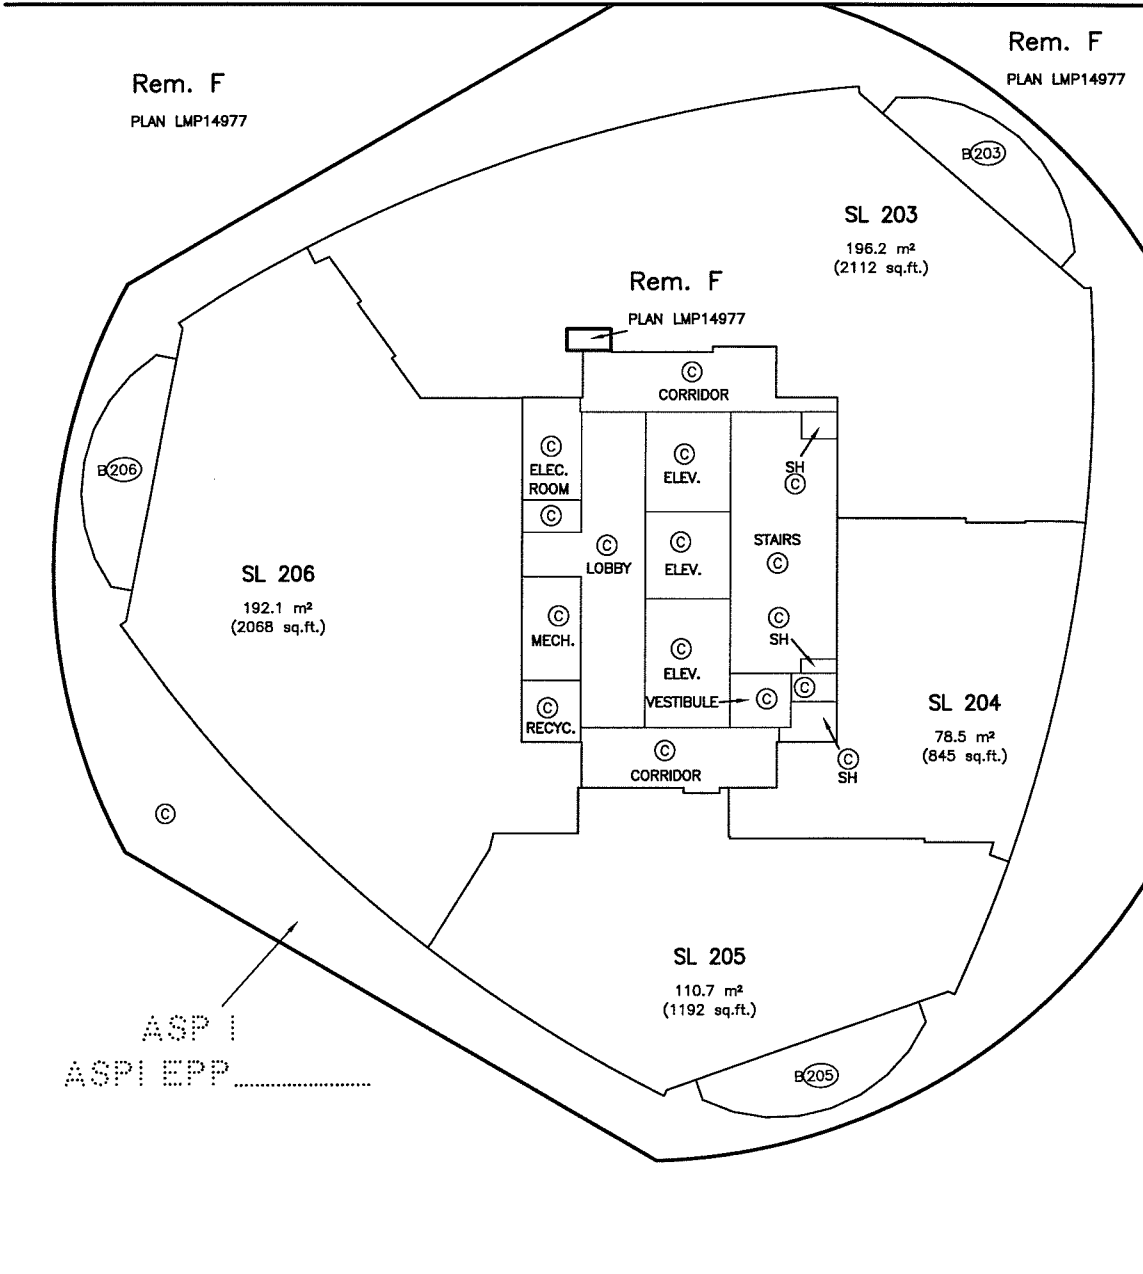 Rem. F
PLAN LMP14977
Rem. F
PLAN LMP14977
B203
SL 203
196.2 m²
(2112 sq.ft.)
Rem. F
PLAN LMP14977
C
CORRIDOR
C
ELEC.
ROOM
C
C
LOBBY
C
ELEV.
C
ELEV.
C
ELEV.
SH
C
STAIRS
C
C
SH
B206
SL 206
192.1 m²
(2068 sq.ft.)
C
MECH.
C
RECYC.
VESTIBULE
C
C
SL 204
78.5 m²
(845 sq.ft.)
C
CORRIDOR
C
SH
C
SL 205
110.7 m²
(1192 sq.ft.)
B205
ASP 1
ASP1 EPP